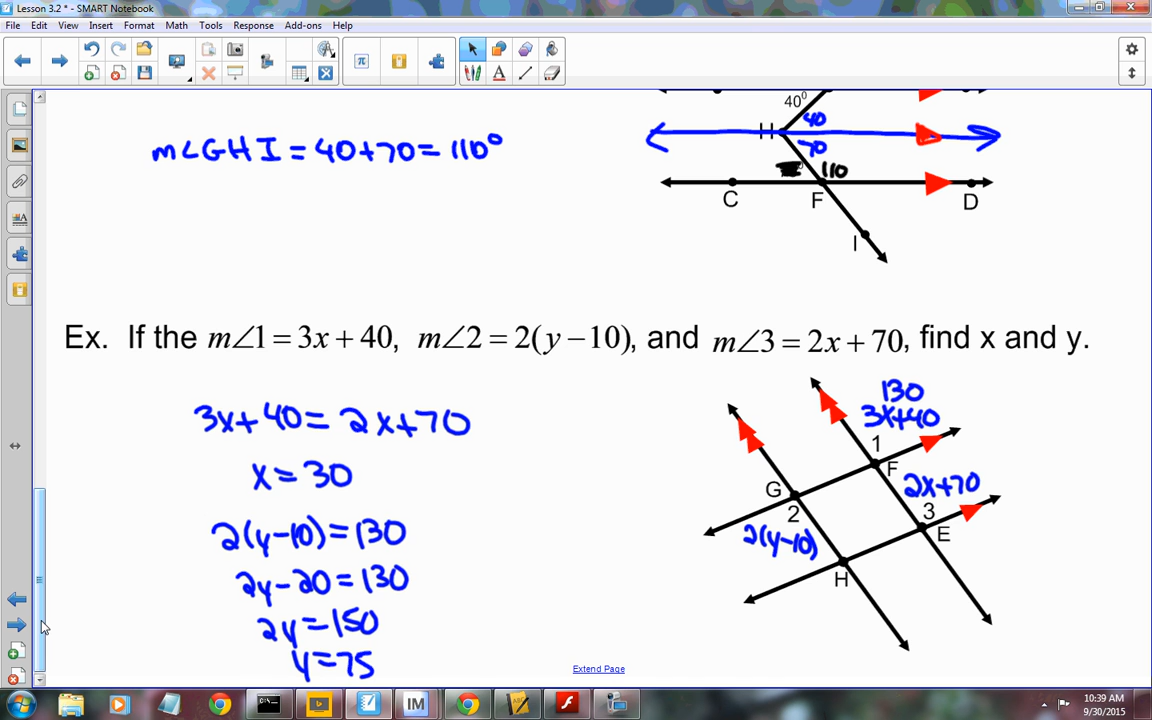 Lesson 3.2 * - SMART Notebook
File Edit View Insert Format Math Tools Response Add-ons Help
40⁰
40
m∠GHI = 40+70 = 110⁰
H
70
110
C F D
I
Ex. If the m∠1 = 3x + 40, m∠2 = 2(y − 10), and m∠3 = 2x + 70, find x and y.
3x+40 = 2x+70
x = 30
2(y-10) = 130
2y-20 = 130
2y = 150
y = 75
130
3x+40
1
F
2x+70
G
2
3
E
2(y-10)
H
Extend Page
IM
10:39 AM
9/30/2015